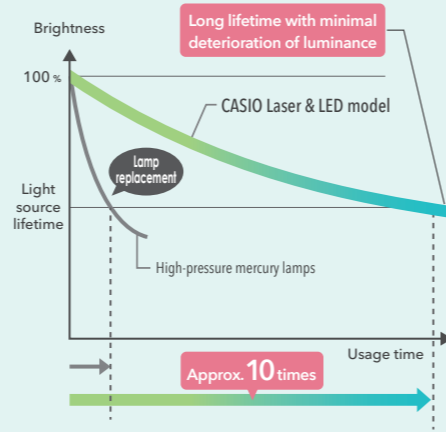 Long lifetime with minimal
deterioration of luminance
Brightness
100 %
CASIO Laser & LED model
Lamp
replacement
Light
source
lifetime
High-pressure mercury lamps
Usage time
Approx. 10 times